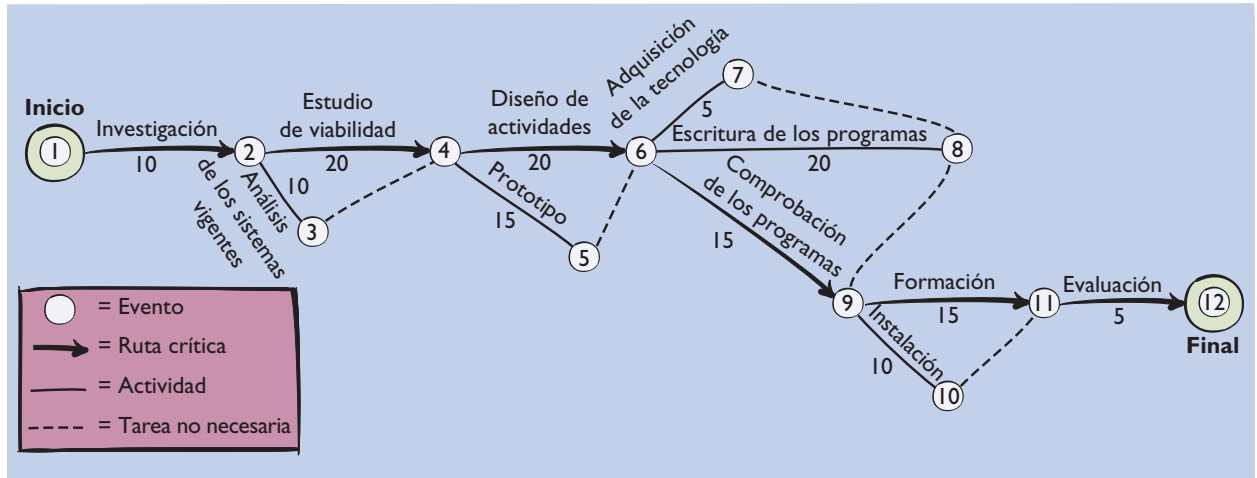 Inicio
1
Investigación
10
2
Análisis
de los sistemas
vigentes
10
3
Estudio
de viabilidad
20
4
Diseño de
actividades
20
Prototipo
15
5
6
Adquisición
de la tecnología
5
7
Escritura de los programas
20
8
Comprobación
de los programas
15
9
Formación
15
Instalación
10
10
11
Evaluación
5
12
Final
= Evento
= Ruta crítica
= Actividad
= Tarea no necesaria